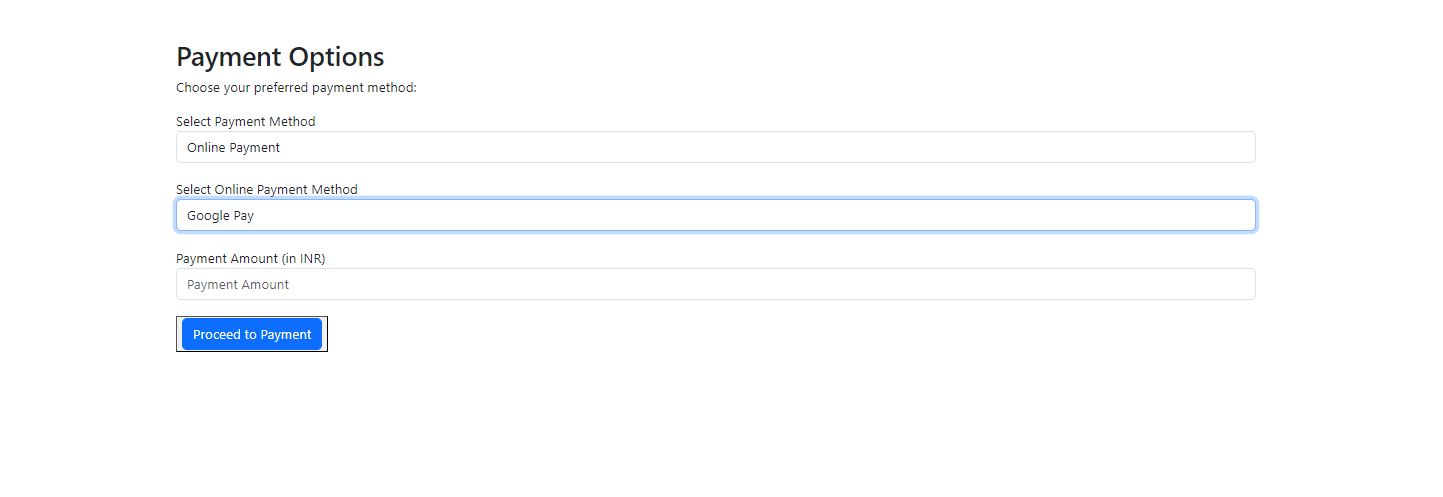 Payment Options
Choose your preferred payment method:
Select Payment Method
Online Payment
Select Online Payment Method
Google Pay
Payment Amount (in INR)
Payment Amount
Proceed to Payment